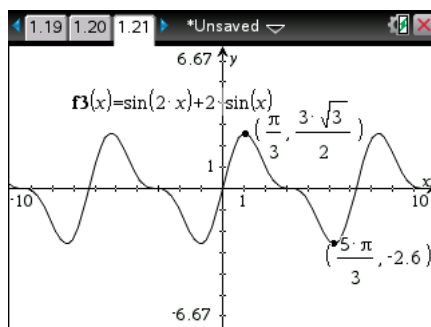 1.19 1.20 1.21 *Unsaved
6.67 y
f3(x)=sin(2·x)+2·sin(x)
(π/3, 3·√3/2)
1
x
-10 1 10
(5·π/3, -2.6)
-6.67